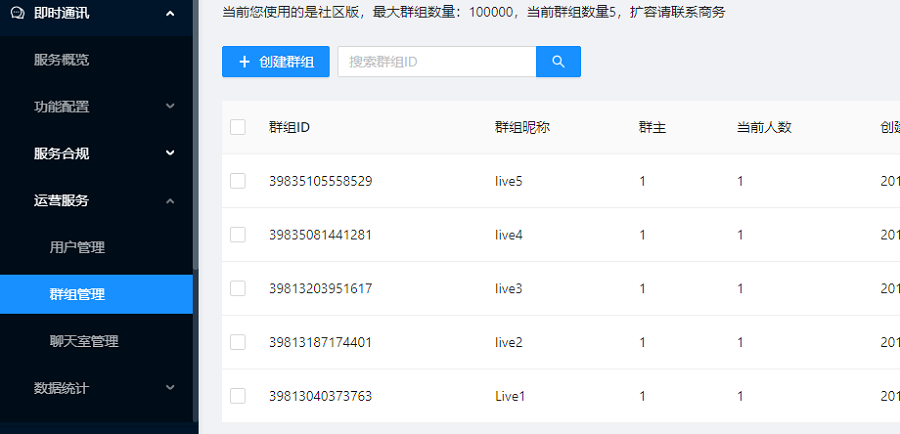 即时通讯
服务概览
功能配置
服务合规
运营服务
用户管理
群组管理
聊天室管理
数据统计
当前您使用的是社区版，最大群组数量：100000，当前群组数量5，扩容请联系商务
+ 创建群组 搜索群组ID
群组ID 群组昵称 群主 当前人数 创建
39835105558529 live5 1 1 201
39835081441281 live4 1 1 201
39813203951617 live3 1 1 201
39813187174401 live2 1 1 201
39813040373763 Live1 1 1 201